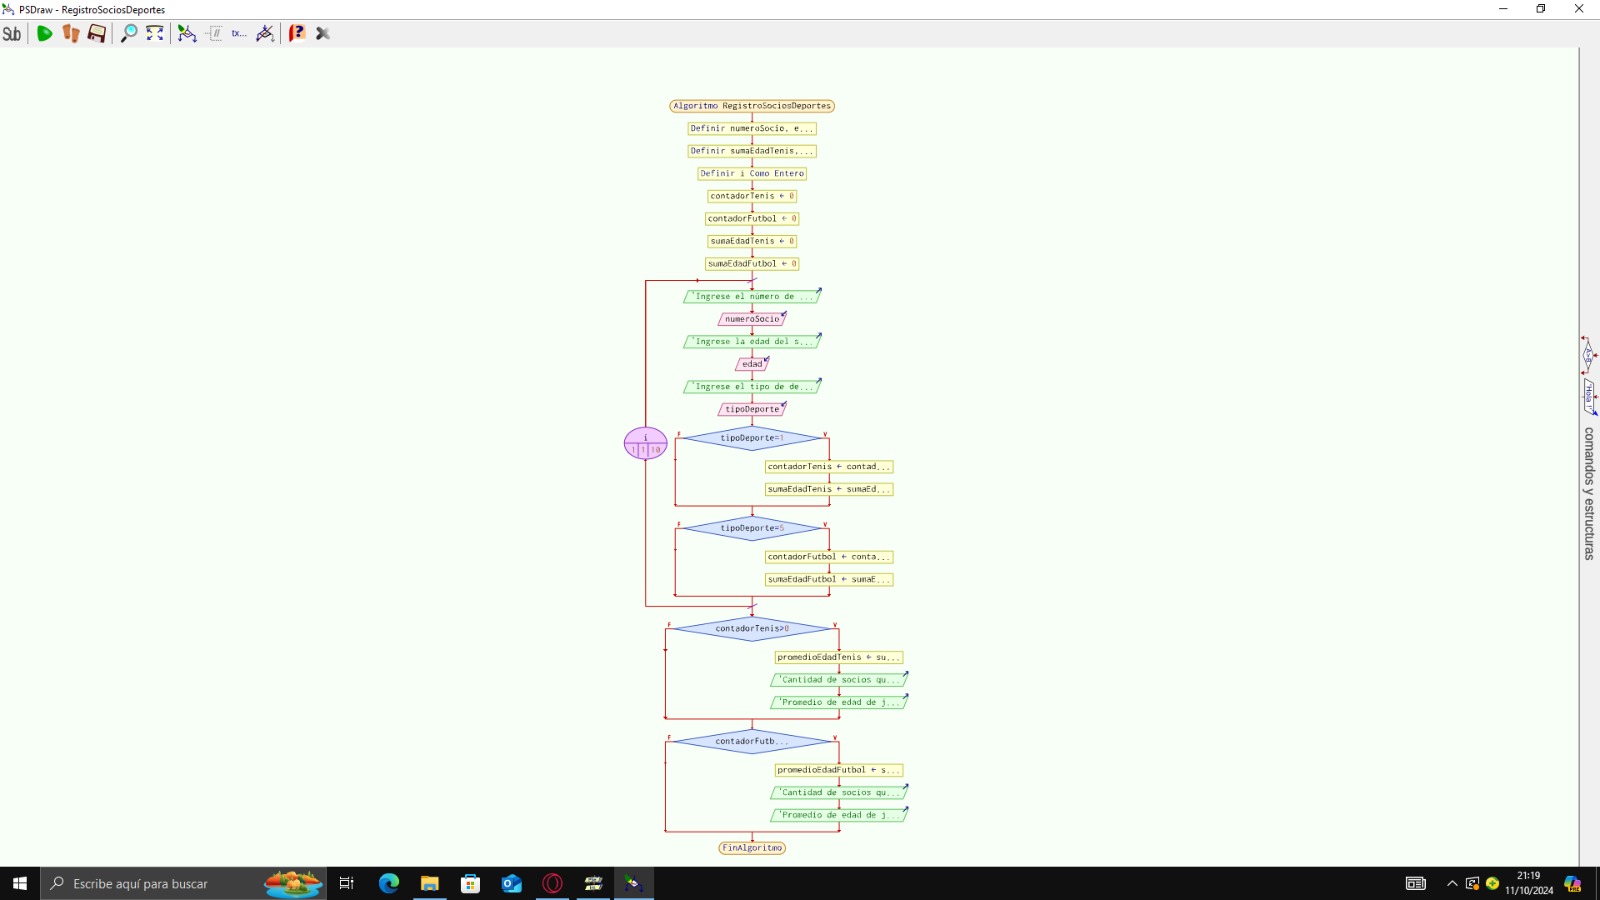 PSDraw - RegistroSociosDeportes
Sub
tx...
Algoritmo RegistroSociosDeportes
Definir numeroSocio, e...
Definir sumaEdadTenis,...
Definir i Como Entero
contadorTenis ← 0
contadorFutbol ← 0
sumaEdadTenis ← 0
sumaEdadFutbol ← 0
'Ingrese el número de ...
numeroSocio
'Ingrese la edad del s...
edad
'Ingrese el tipo de de...
tipoDeporte
i
1 1 10
F tipoDeporte=1 V
contadorTenis ← contad...
sumaEdadTenis ← sumaEd...
F tipoDeporte=5 V
contadorFutbol ← conta...
sumaEdadFutbol ← sumaE...
F contadorTenis>0 V
promedioEdadTenis ← su...
'Cantidad de socios qu...
'Promedio de edad de j...
F contadorFutb... V
promedioEdadFutbol ← s...
'Cantidad de socios qu...
'Promedio de edad de j...
FinAlgoritmo
comandos y estructuras
Escribe aquí para buscar
21:19
11/10/2024